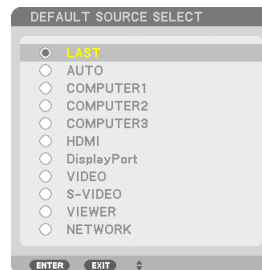 DEFAULT SOURCE SELECT
LAST
AUTO
COMPUTER1
COMPUTER2
COMPUTER3
HDMI
DisplayPort
VIDEO
S-VIDEO
VIEWER
NETWORK
ENTER EXIT